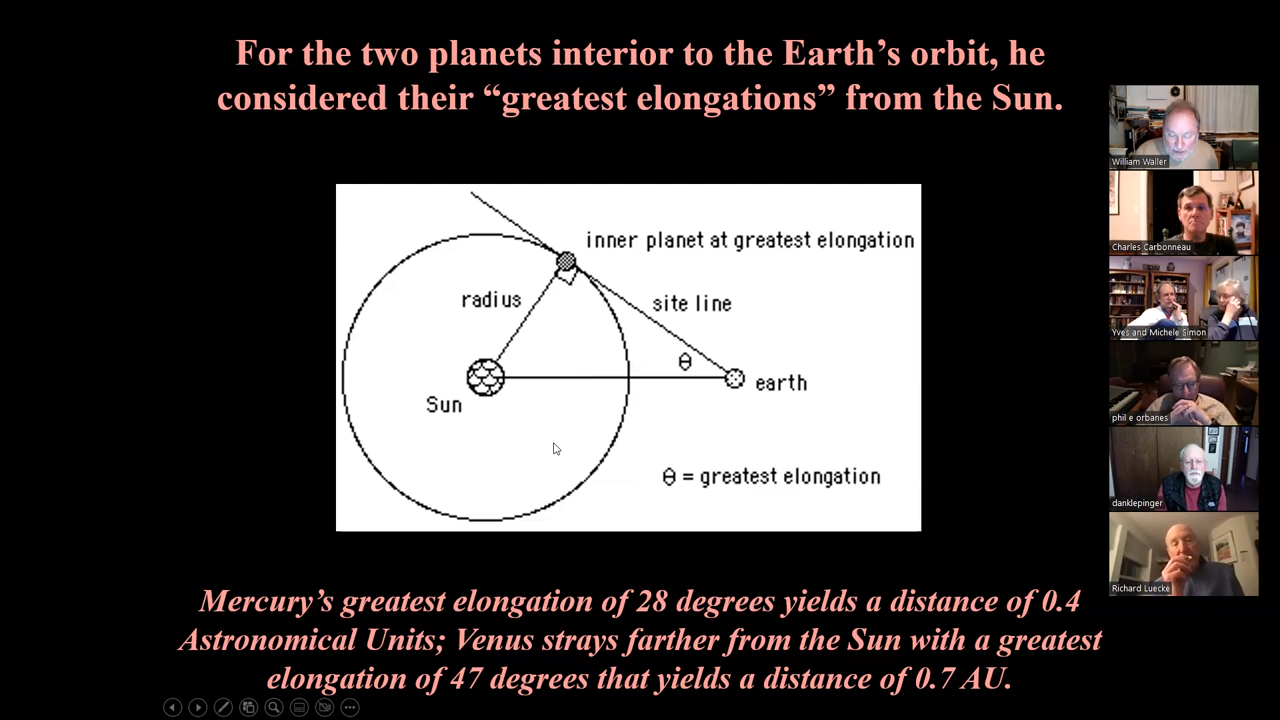 For the two planets interior to the Earth’s orbit, he
considered their “greatest elongations” from the Sun.
inner planet at greatest elongation
radius
site line
θ
earth
Sun
θ = greatest elongation
Mercury’s greatest elongation of 28 degrees yields a distance of 0.4
Astronomical Units; Venus strays farther from the Sun with a greatest
elongation of 47 degrees that yields a distance of 0.7 AU.
William Waller
Charles Carbonneau
Yves and Michele Simon
phil e orbanes
danklepinger
Richard Luecke